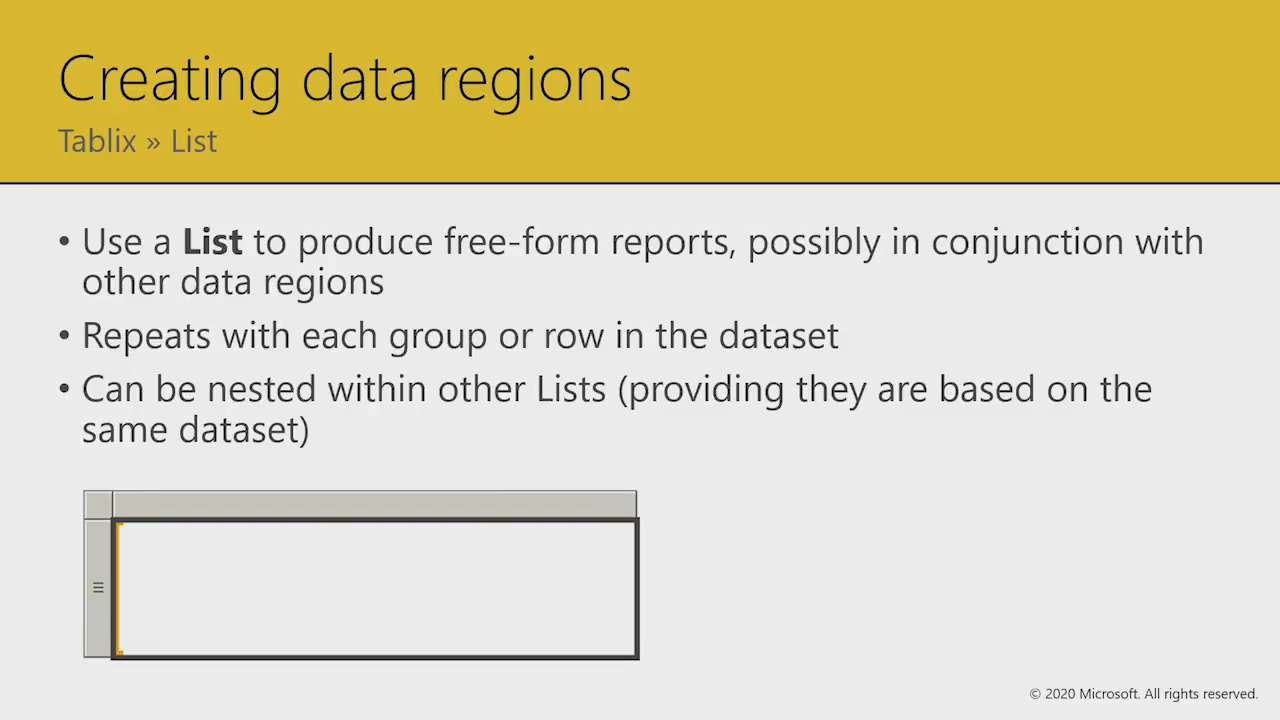 Creating data regions
Tablix » List
• Use a List to produce free-form reports, possibly in conjunction with
other data regions
• Repeats with each group or row in the dataset
• Can be nested within other Lists (providing they are based on the
same dataset)
© 2020 Microsoft. All rights reserved.